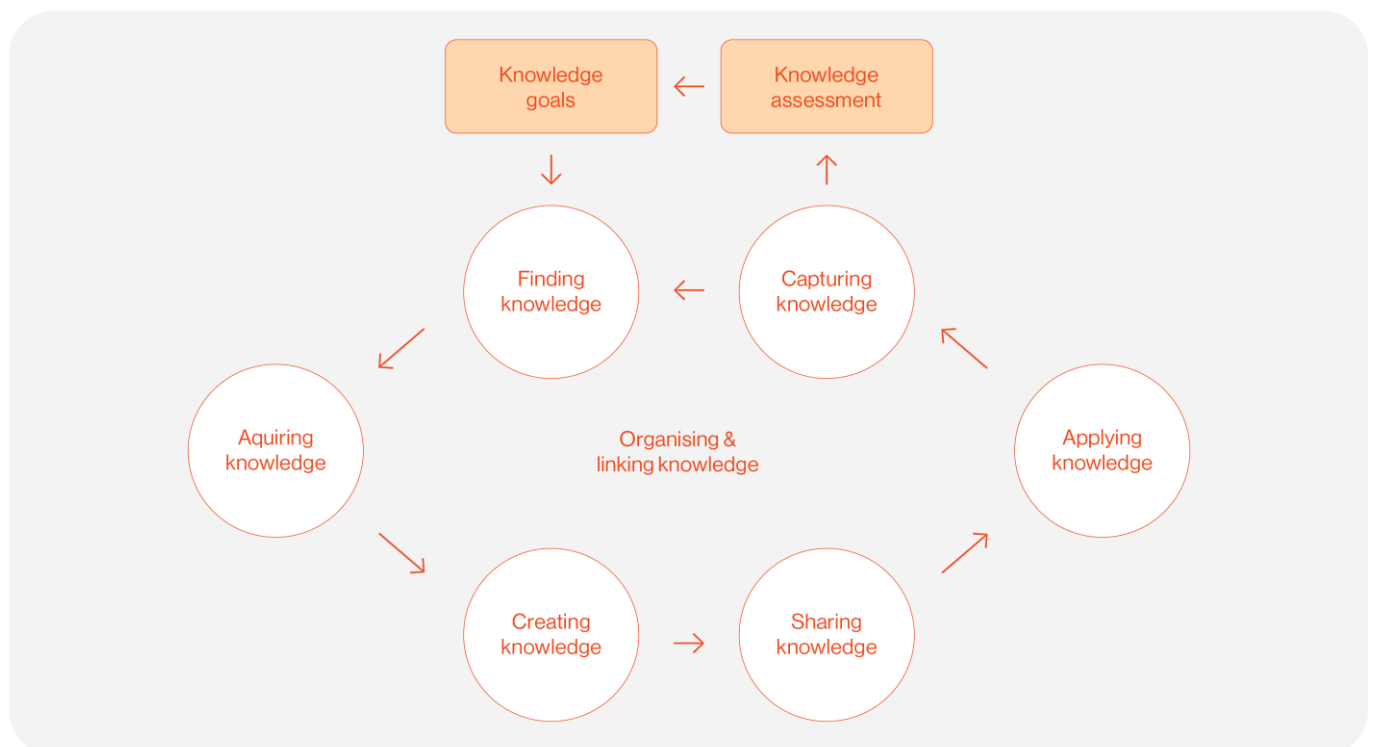 Knowledge
goals
Knowledge
assessment
Finding
knowledge
Capturing
knowledge
Aquiring
knowledge
Organising &
linking knowledge
Applying
knowledge
Creating
knowledge
Sharing
knowledge